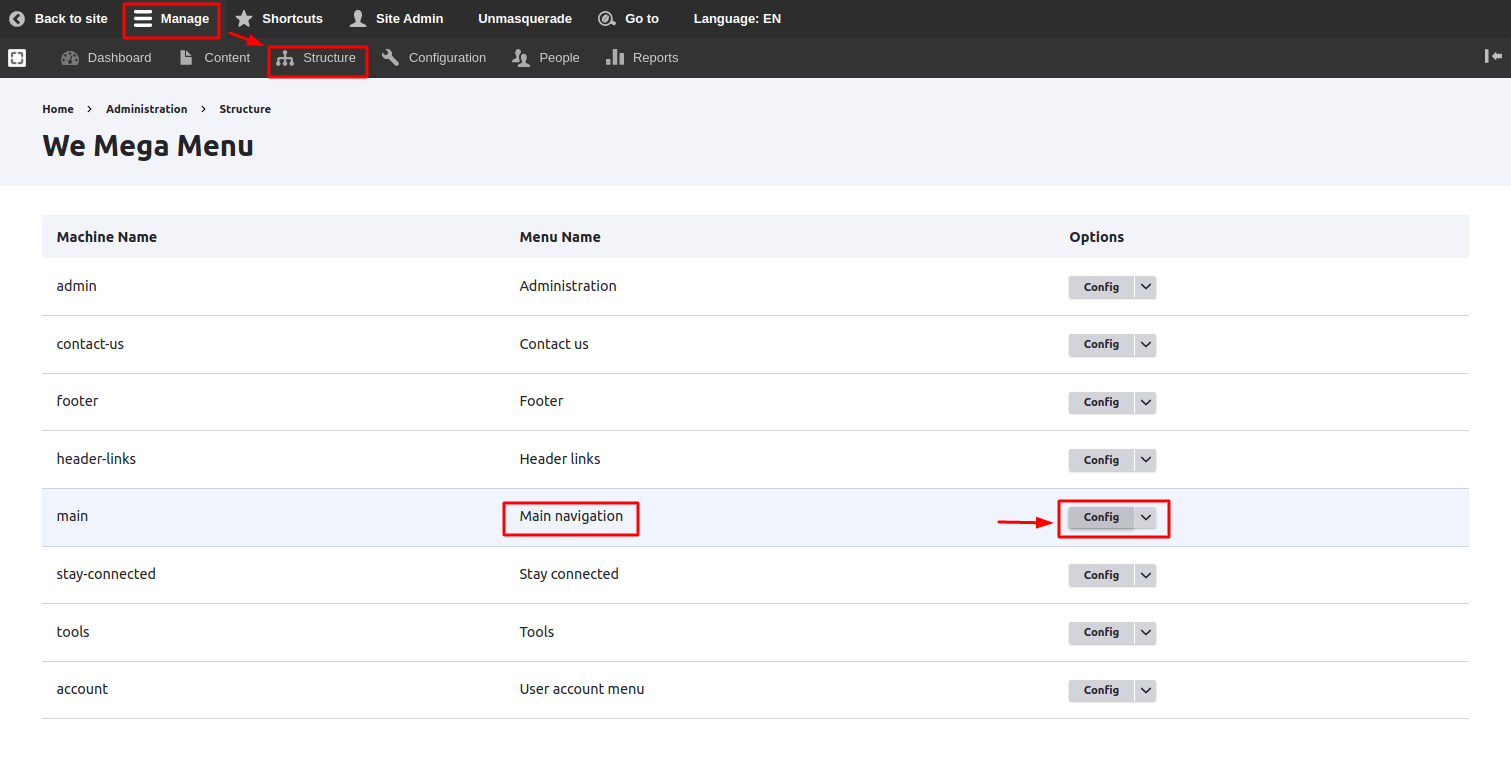 Back to site Manage Shortcuts Site Admin Unmasquerade Go to Language: EN
Dashboard Content Structure Configuration People Reports
Home > Administration > Structure
We Mega Menu
Machine Name Menu Name Options
admin Administration Config
contact-us Contact us Config
footer Footer Config
header-links Header links Config
main Main navigation Config
stay-connected Stay connected Config
tools Tools Config
account User account menu Config